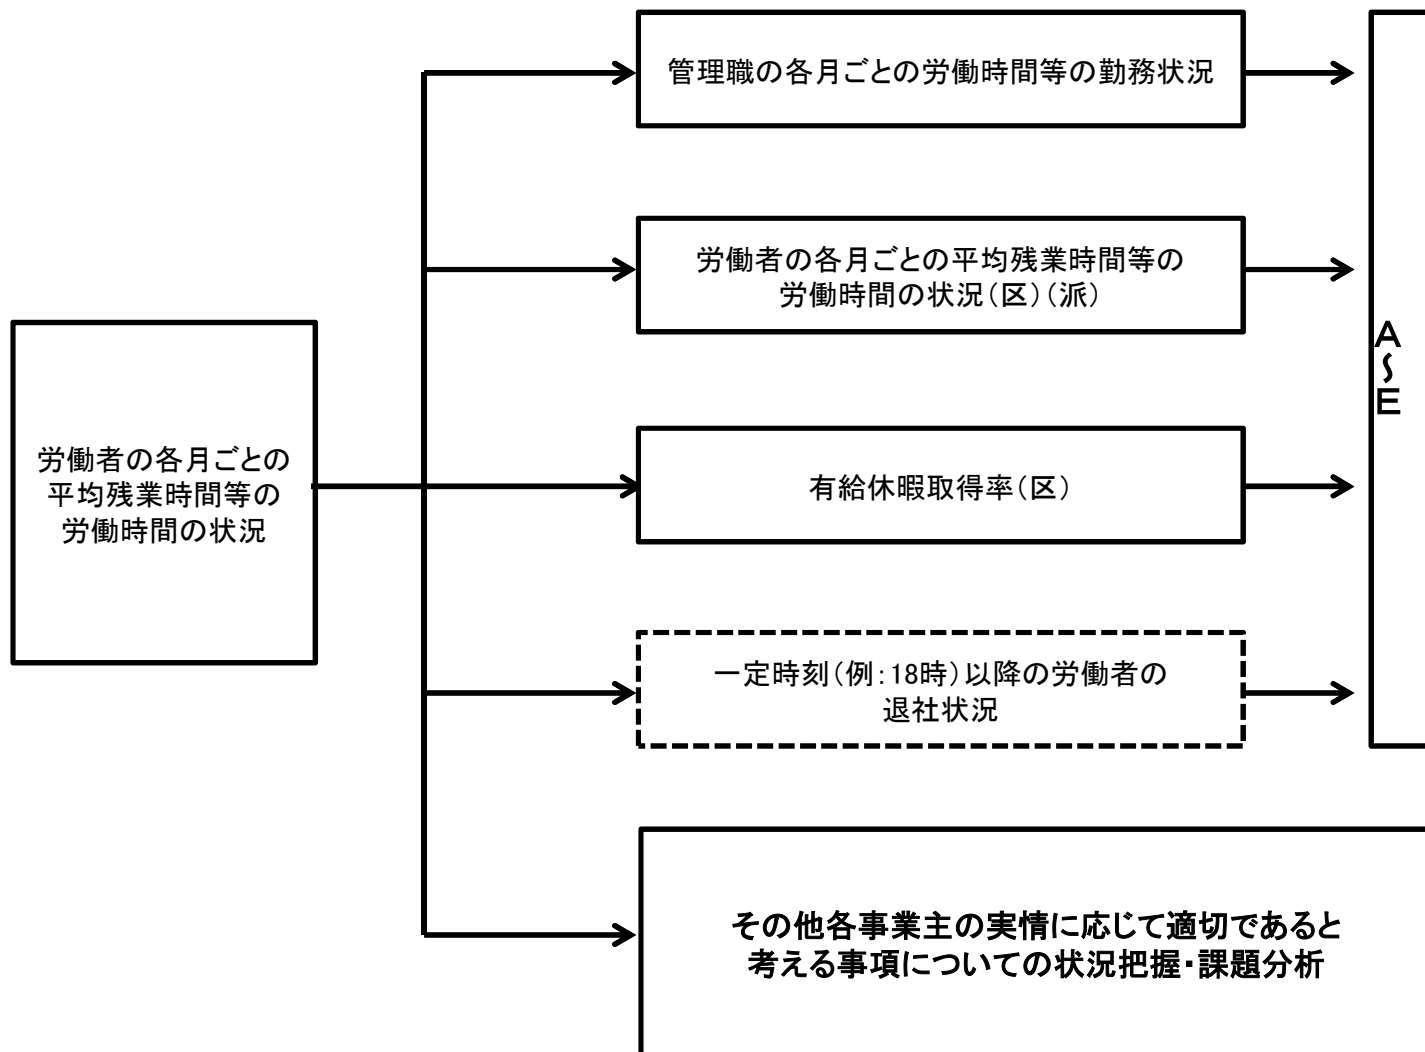 管理職の各月ごとの労働時間等の勤務状況
労働者の各月ごとの平均残業時間等の
労働時間の状況(区)(派)
労働者の各月ごとの
平均残業時間等の
労働時間の状況
有給休暇取得率(区)
一定時刻(例:18時)以降の労働者の
退社状況
A~E
その他各事業主の実情に応じて適切であると
考える事項についての状況把握・課題分析